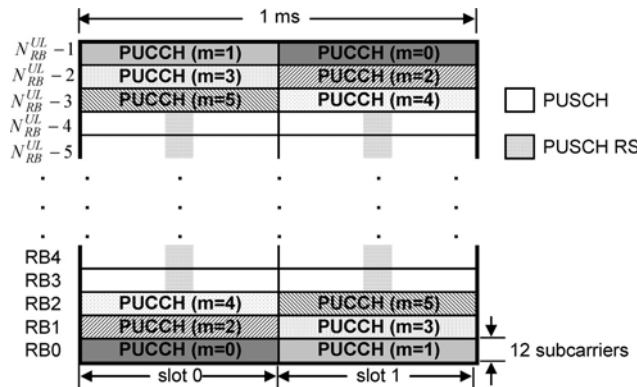 1 ms
N_RB^UL −1 PUCCH (m=1) PUCCH (m=0)
N_RB^UL −2 PUCCH (m=3) PUCCH (m=2)
N_RB^UL −3 PUCCH (m=5) PUCCH (m=4)
N_RB^UL −4
N_RB^UL −5
PUSCH
PUSCH RS
RB4
RB3
RB2 PUCCH (m=4) PUCCH (m=5)
RB1 PUCCH (m=2) PUCCH (m=3)
RB0 PUCCH (m=0) PUCCH (m=1) 12 subcarriers
slot 0 slot 1